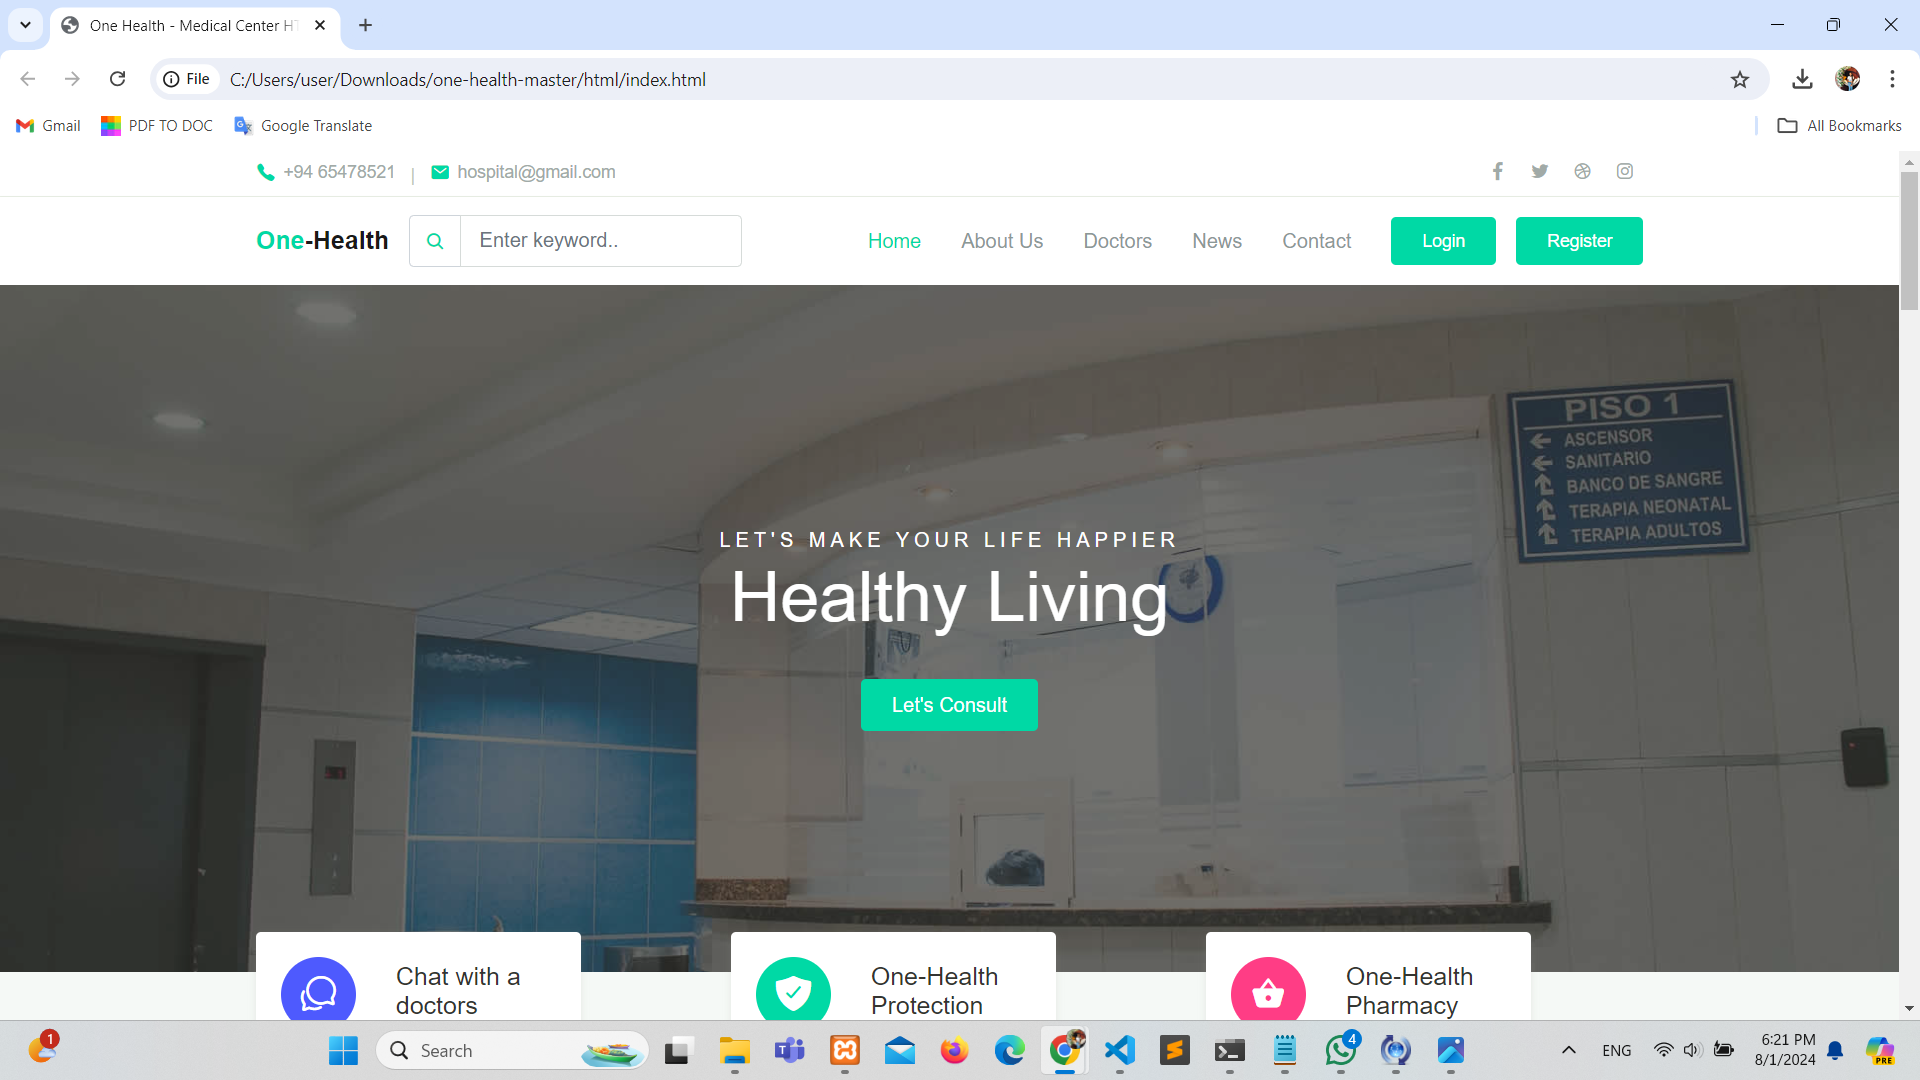 One Health - Medical Center HT
File
C:/Users/user/Downloads/one-health-master/html/index.html
Gmail
PDF TO DOC
Google Translate
All Bookmarks
+94 65478521 | hospital@gmail.com
One-Health
Enter keyword..
Home
About Us
Doctors
News
Contact
Login
Register
PISO 1
ASCENSOR
SANITARIO
BANCO DE SANGRE
TERAPIA NEONATAL
TERAPIA ADULTOS
LET'S MAKE YOUR LIFE HAPPIER
Healthy Living
Let's Consult
Chat with a
doctors
One-Health
Protection
One-Health
Pharmacy
1
Search
4
ENG
6:21 PM
8/1/2024
PRE